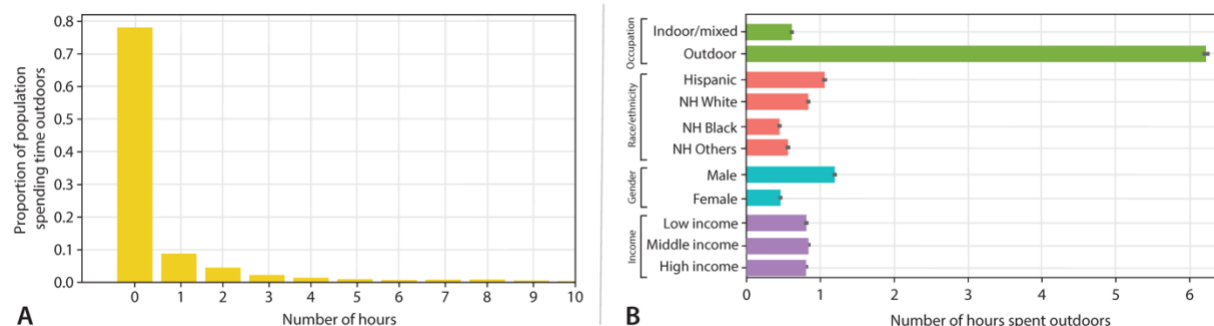 Proportion of population
spending time outdoors
0.8
0.7
0.6
0.5
0.4
0.3
0.2
0.1
0.0
0 1 2 3 4 5 6 7 8 9 10
Number of hours
A
Occupation
Indoor/mixed
Outdoor
Race/ethnicity
Hispanic
NH White
NH Black
NH Others
Gender
Male
Female
Income
Low income
Middle income
High income
0 1 2 3 4 5 6
Number of hours spent outdoors
B